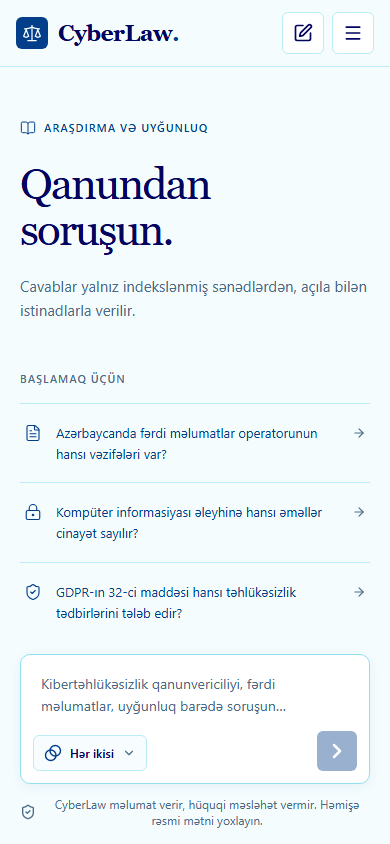 CyberLaw.
ARAŞDIRMA VƏ UYĞUNLUQ
Qanundan
soruşun.
Cavablar yalnız indekslənmiş sənədlərdən, açıla bilən
istinadlarla verilir.
BAŞLAMAQ ÜÇÜN
Azərbaycanda fərdi məlumatlar operatorunun
hansı vəzifələri var?
Kompüter informasiyası əleyhinə hansı əməllər
cinayət sayılır?
GDPR-ın 32-ci maddəsi hansı təhlükəsizlik
tədbirlərini tələb edir?
Kibertəhlükəsizlik qanunvericiliyi, fərdi
məlumatlar, uyğunluq barədə soruşun...
Hər ikisi
CyberLaw məlumat verir, hüquqi məsləhət vermir. Həmişə
rəsmi mətni yoxlayın.